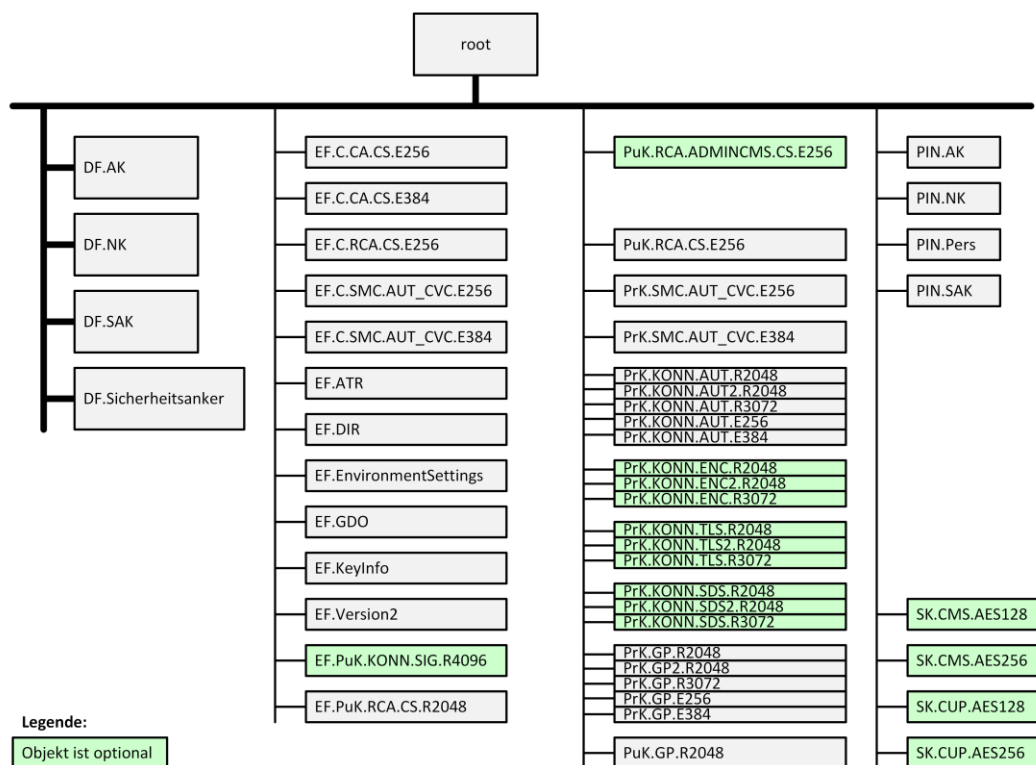 root
DF.AK
DF.NK
DF.SAK
DF.Sicherheitsanker
EF.C.CA.CS.E256
EF.C.CA.CS.E384
EF.C.RCA.CS.E256
EF.C.SMC.AUT_CVC.E256
EF.C.SMC.AUT_CVC.E384
EF.ATR
EF.DIR
EF.EnvironmentSettings
EF.GDO
EF.KeyInfo
EF.Version2
EF.PuK.KONN.SIG.R4096
EF.PuK.RCA.CS.R2048
PuK.RCA.ADMINCMS.CS.E256
PuK.RCA.CS.E256
PrK.SMC.AUT_CVC.E256
PrK.SMC.AUT_CVC.E384
PrK.KONN.AUT.R2048
PrK.KONN.AUT2.R2048
PrK.KONN.AUT.R3072
PrK.KONN.AUT.E256
PrK.KONN.AUT.E384
PrK.KONN.ENC.R2048
PrK.KONN.ENC2.R2048
PrK.KONN.ENC.R3072
PrK.KONN.TLS.R2048
PrK.KONN.TLS2.R2048
PrK.KONN.TLS.R3072
PrK.KONN.SDS.R2048
PrK.KONN.SDS2.R2048
PrK.KONN.SDS.R3072
PrK.GP.R2048
PrK.GP2.R2048
PrK.GP.R3072
PrK.GP.E256
PrK.GP.E384
PuK.GP.R2048
PIN.AK
PIN.NK
PIN.Pers
PIN.SAK
SK.CMS.AES128
SK.CMS.AES256
SK.CUP.AES128
SK.CUP.AES256
Legende:
Objekt ist optional